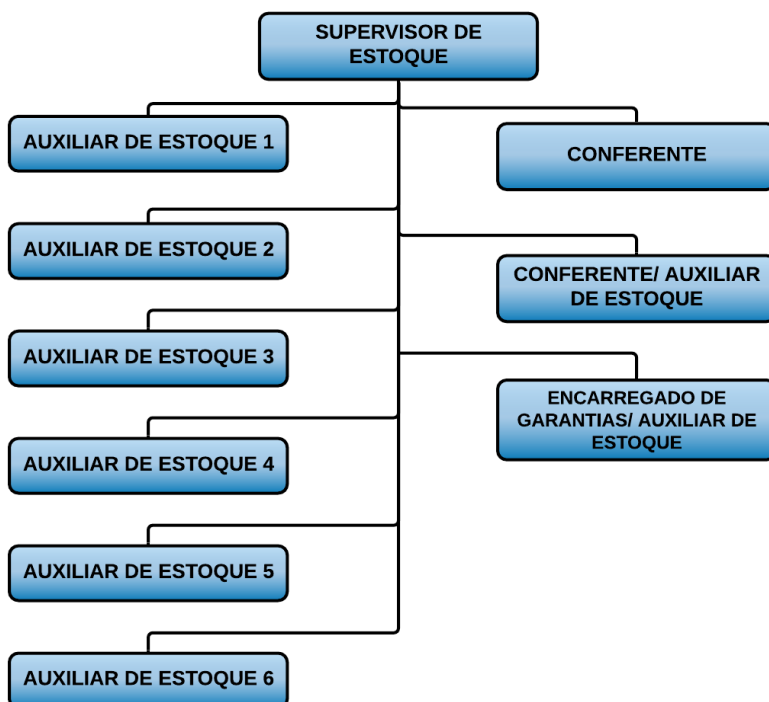 SUPERVISOR DE
ESTOQUE
AUXILIAR DE ESTOQUE 1
CONFERENTE
AUXILIAR DE ESTOQUE 2
CONFERENTE/ AUXILIAR
DE ESTOQUE
AUXILIAR DE ESTOQUE 3
ENCARREGADO DE
GARANTIAS/ AUXILIAR DE
ESTOQUE
AUXILIAR DE ESTOQUE 4
AUXILIAR DE ESTOQUE 5
AUXILIAR DE ESTOQUE 6